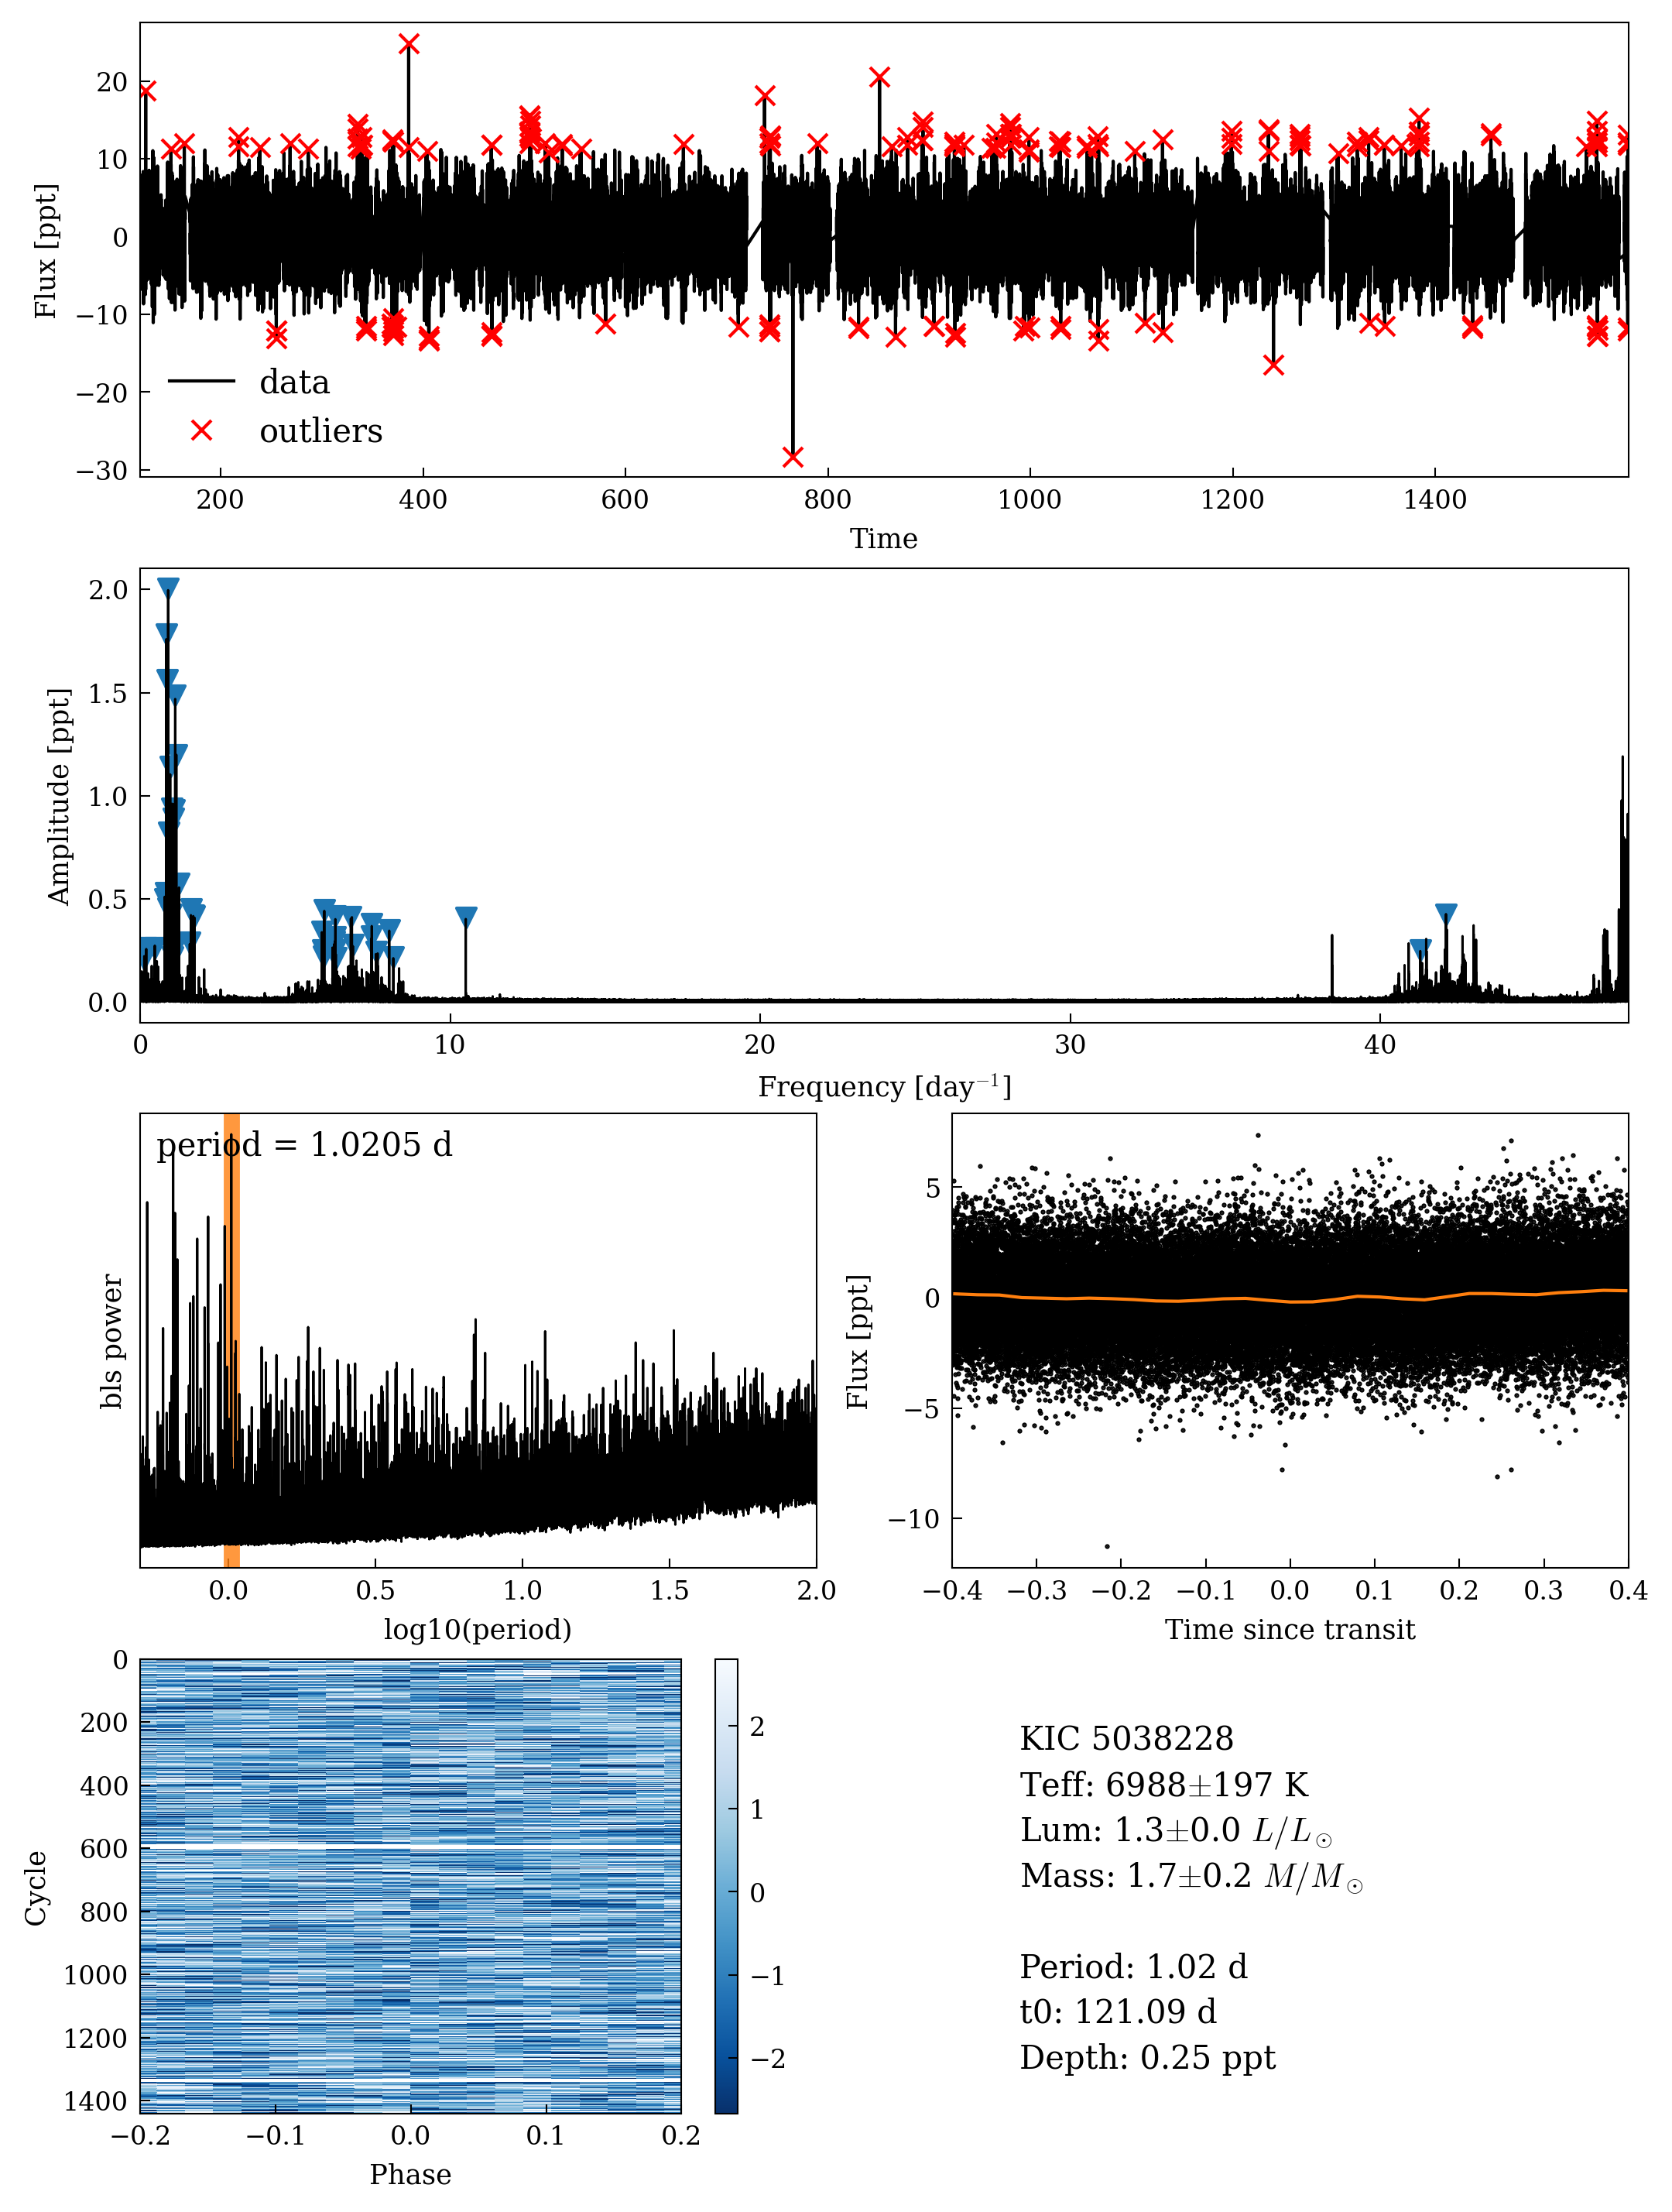 20
10
0
−10
−20
−30
Flux [ppt]
data
outliers
200
400
600
800
1000
1200
1400
Time
2.0
1.5
1.0
0.5
0.0
Amplitude [ppt]
0
10
20
30
40
Frequency [day⁻¹]
period = 1.0205 d
bls power
0.0
0.5
1.0
1.5
2.0
log10(period)
5
0
−5
−10
Flux [ppt]
−0.4
−0.3
−0.2
−0.1
0.0
0.1
0.2
0.3
0.4
Time since transit
0
200
400
600
800
1000
1200
1400
Cycle
−0.2
−0.1
0.0
0.1
0.2
Phase
2
1
0
−1
−2
KIC 5038228
Teff: 6988±197 K
Lum: 1.3±0.0 L/L⊙
Mass: 1.7±0.2 M/M⊙
Period: 1.02 d
t0: 121.09 d
Depth: 0.25 ppt